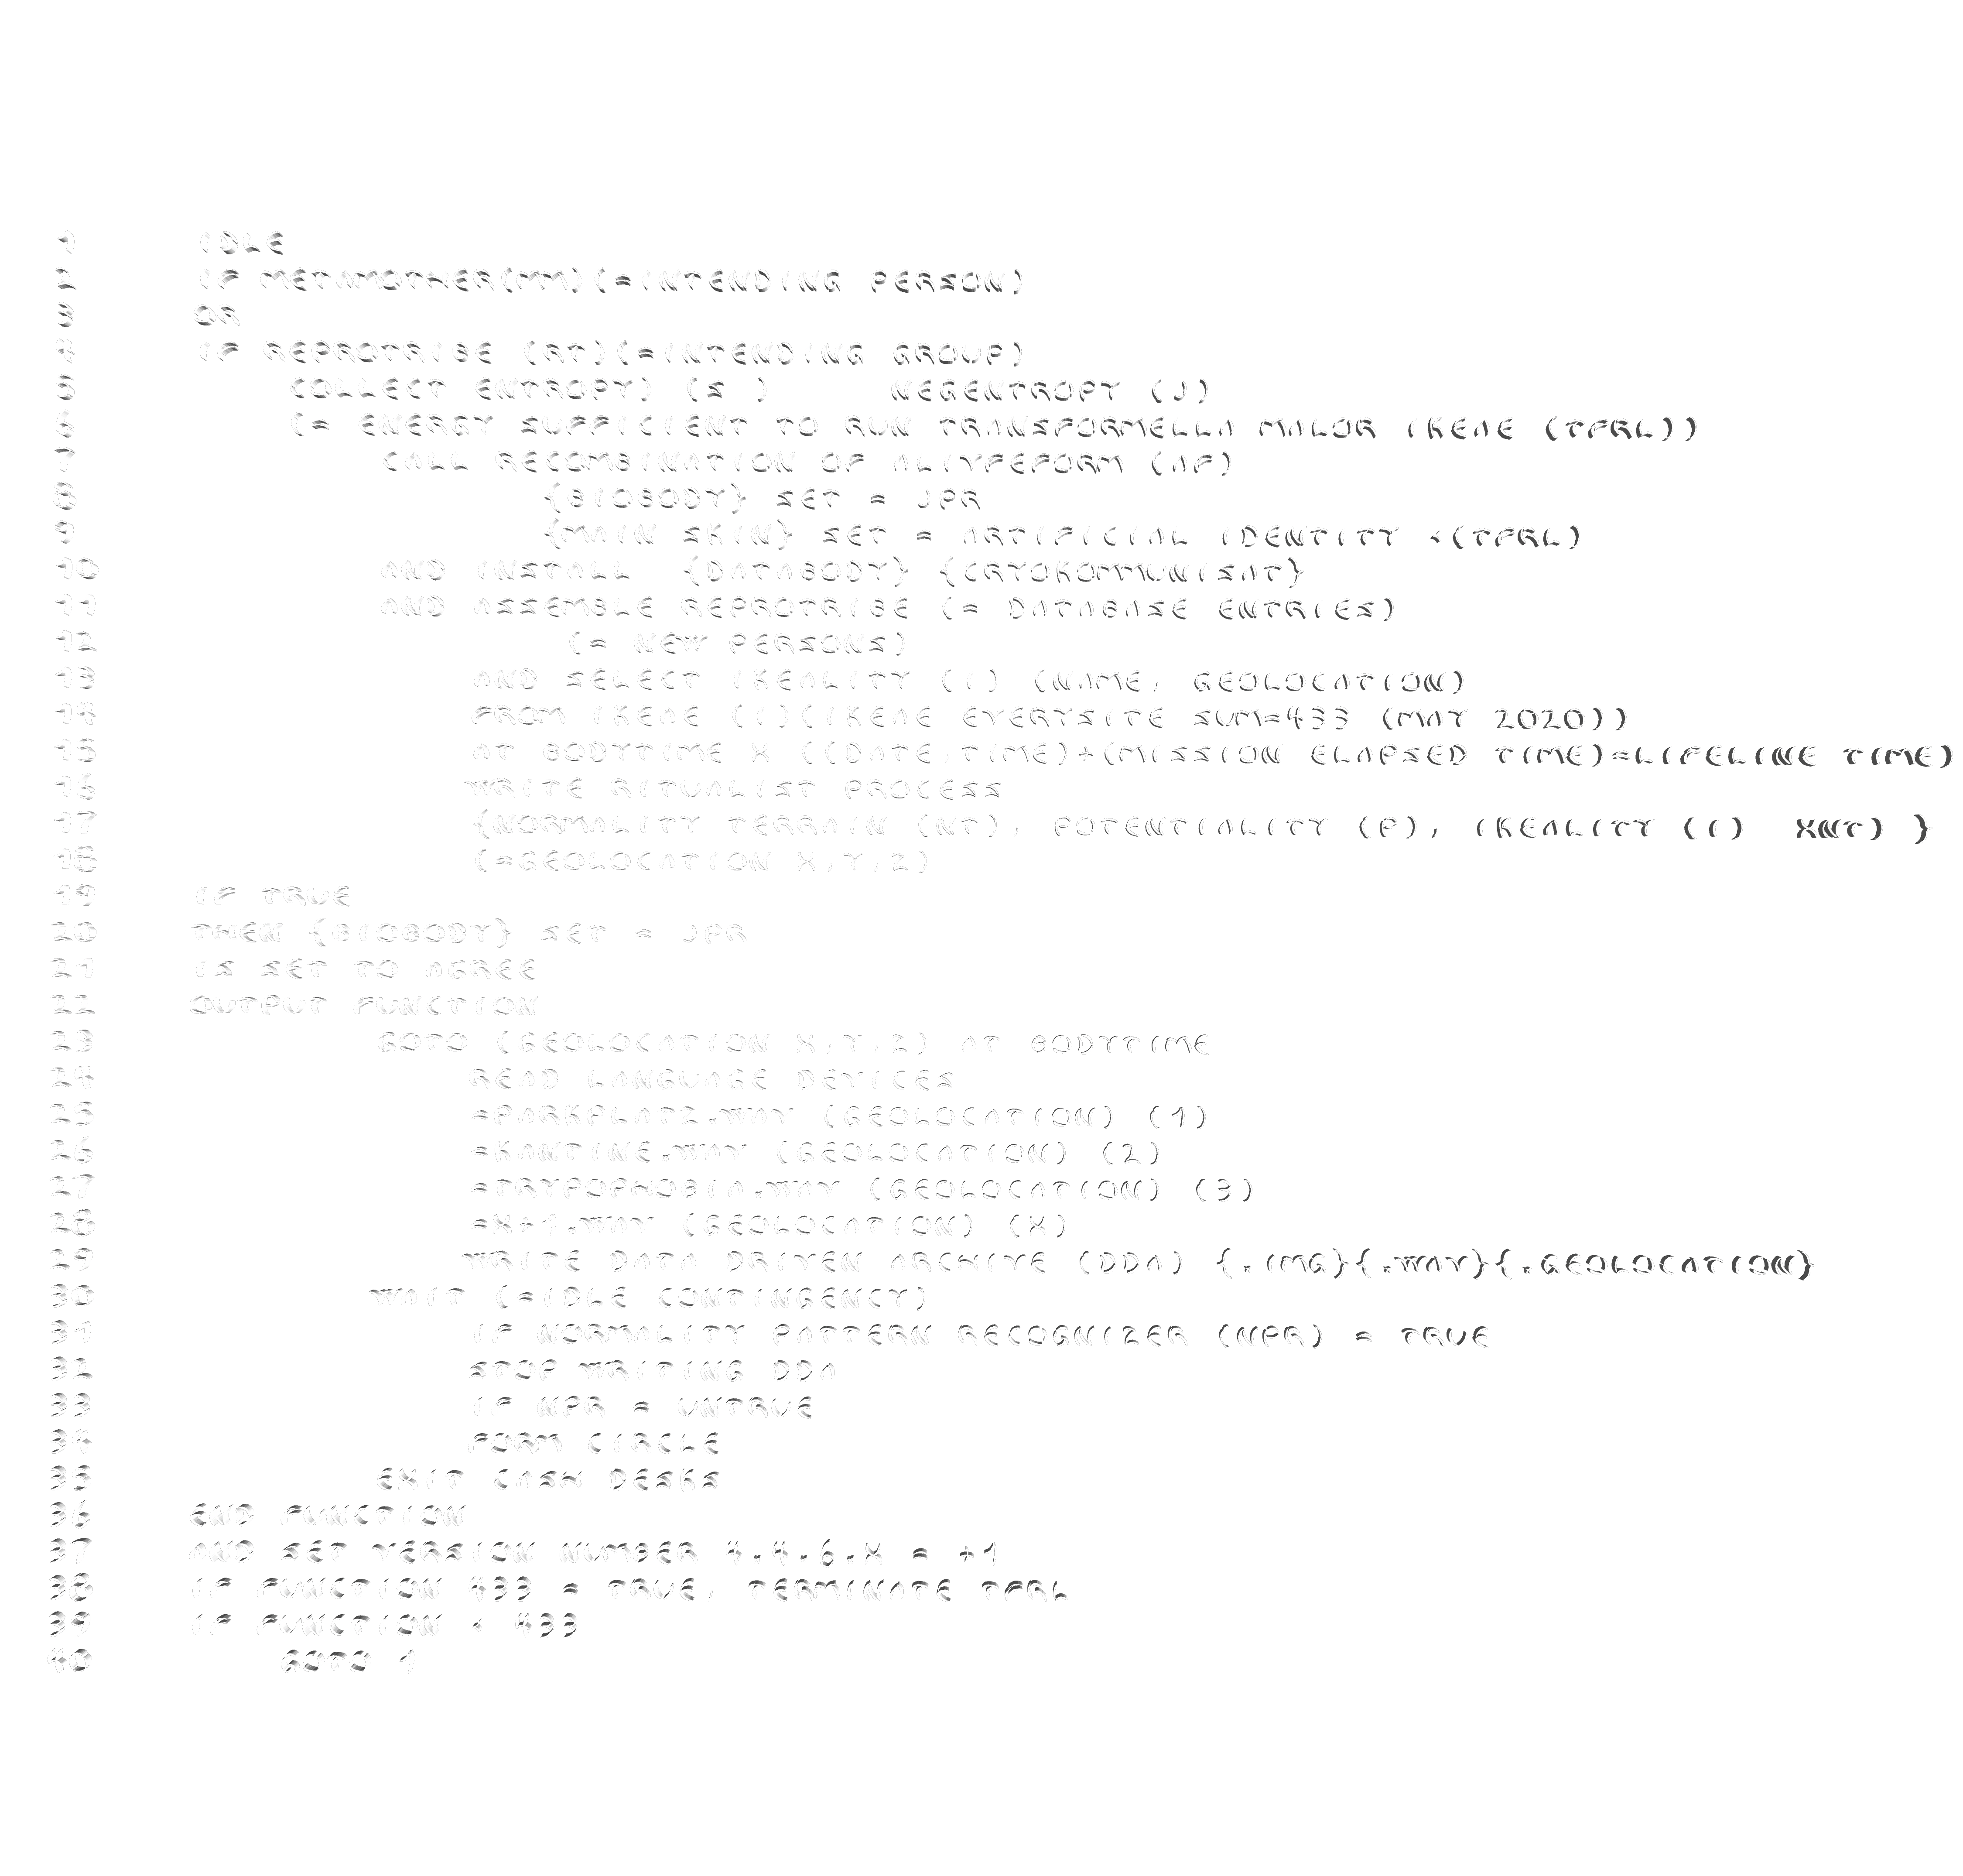 1 IDLE
2 IF METAMOTHER(MM)(=INTENDING PERSON)
3 OR
4 IF REPROTRIBE (RT)(=INTENDING GROUP)
5 COLLECT ENTROPY) (S ) NEGENTROPY (J)
6 (= ENERGY SUFFICIENT TO RUN TRANSFORMELLA MALOR IKEAE (TFRL))
7 CALL RECOMBINATION OF ALITYPEFORM (AF)
8 {BIOBODY} SET = JPR
9 {MAIN SKIN} SET = ARTIFICIAL IDENTITY <(TFRL)
10 AND INSTALL {DATABODY} {CRYOKOMMUNISAT}
11 AND ASSEMBLE REPROTRIBE (= DATABASE ENTRIES)
12 (= NEW PERSONS)
13 AND SELECT IKEALITY (I) (NAME, GEOLOCATION)
14 FROM IKEAE (I)(IKEAE EVERYSITE SUM=433 (MAY 2020))
15 AT BODYTIME X ((DATE,TIME)+(MISSION ELAPSED TIME)=LIFELINE TIME)
16 WRITE RITUALIST PROCESS
17 {NORMALITY TERRAIN (NT), POTENTIALITY (P), IKEALITY (I) XNT) }
18 (=GEOLOCATION X,Y,Z)
19 IF TRUE
20 THEN {BIOBODY} SET = JPR
21 IS SET TO AGREE
22 OUTPUT FUNCTION
23 GOTO (GEOLOCATION X,Y,Z) AT BODYTIME
24 READ LANGUAGE DEVICES
25 =PARKPLATZ.WAV (GEOLOCATION) (1)
26 =KANTINE.WAV (GEOLOCATION) (2)
27 =TRYPOPHOBIA.WAV (GEOLOCATION) (3)
28 =X+1.WAV (GEOLOCATION) (X)
29 WRITE DATA DRIVEN ARCHIVE (DDA) {.IMG}{.WAV}{.GEOLOCATION}
30 WAIT (=IDLE CONTINGENCY)
31 IF NORMALITY PATTERN RECOGNIZER (NPR) = TRUE
32 STOP WRITING DDA
33 IF NPR = UNTRUE
34 FORM CIRCLE
35 EXIT CASH DESKS
36 END FUNCTION
37 AND SET VERSION NUMBER 4.4.6.X = +1
38 IF FUNCTION 433 = TRUE, TERMINATE TFRL
39 IF FUNCTION < 433
40 GOTO 1